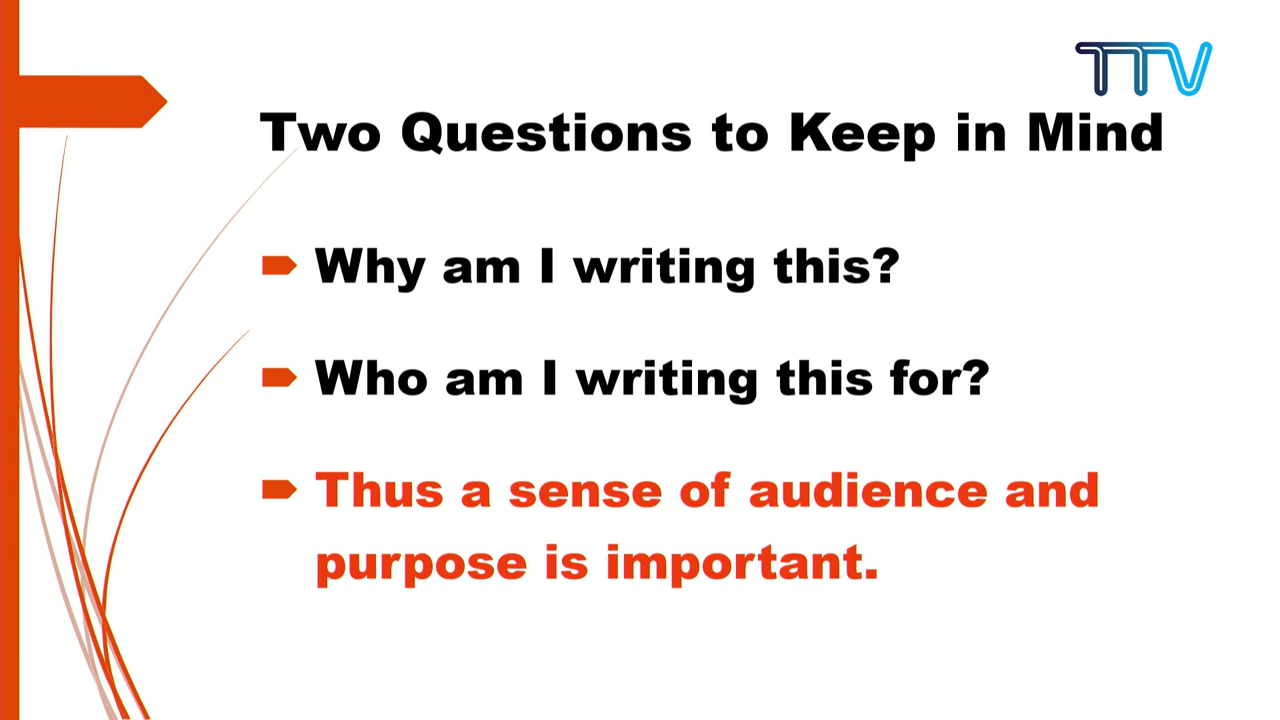 TTV
Two Questions to Keep in Mind
Why am I writing this?
Who am I writing this for?
Thus a sense of audience and
purpose is important.